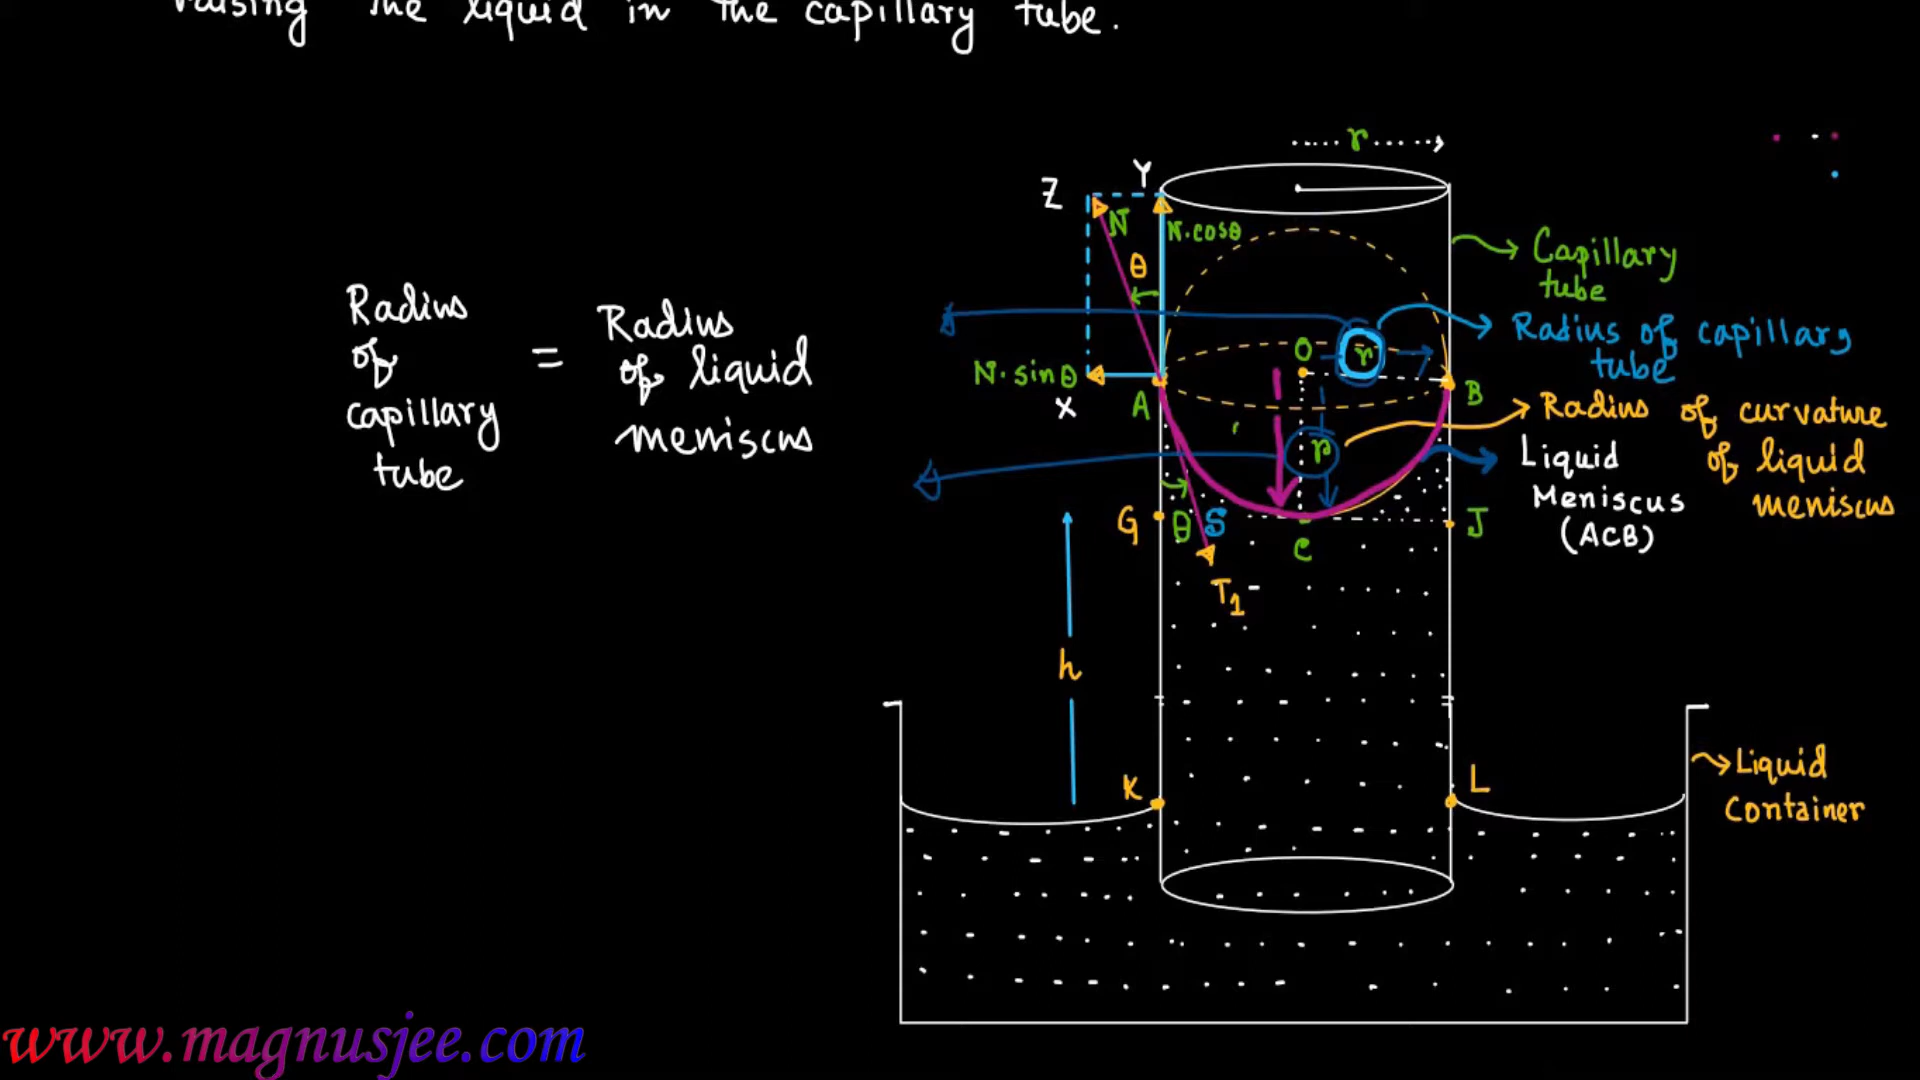 raising the liquid in the capillary tube.
r
Z
Y
N
N.cosθ
θ
Capillary
tube
Radius of capillary
tube
Radius
of
capillary
tube
=
Radius
of liquid
meniscus
O
r
N.sinθ
X
A
B
Radius of curvature
of liquid
meniscus
r
Liquid
Meniscus
(ACB)
G
θ
S
C
J
T1
h
K
L
Liquid
Container
www.magnusjee.com